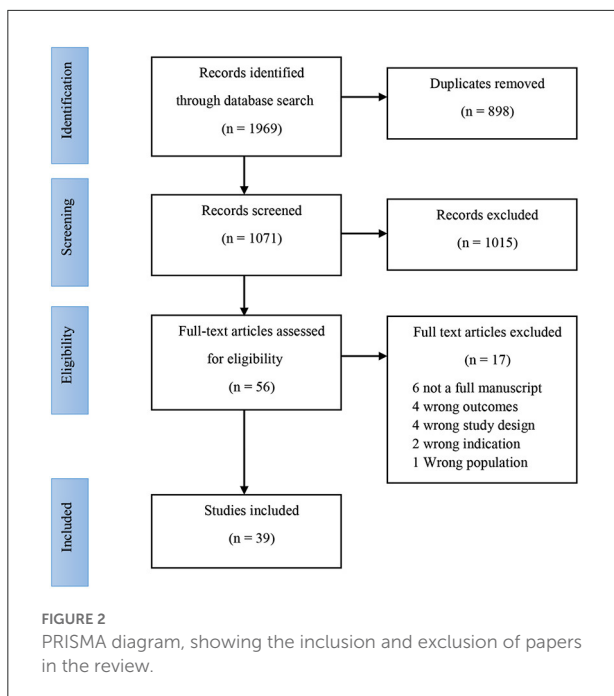 Identification
Records identified
through database search
(n = 1969)
Duplicates removed
(n = 898)
Screening
Records screened
(n = 1071)
Records excluded
(n = 1015)
Eligibility
Full-text articles assessed
for eligibility
(n = 56)
Full text articles excluded
(n = 17)
6 not a full manuscript
4 wrong outcomes
4 wrong study design
2 wrong indication
1 Wrong population
Included
Studies included
(n = 39)
FIGURE 2
PRISMA diagram, showing the inclusion and exclusion of papers
in the review.